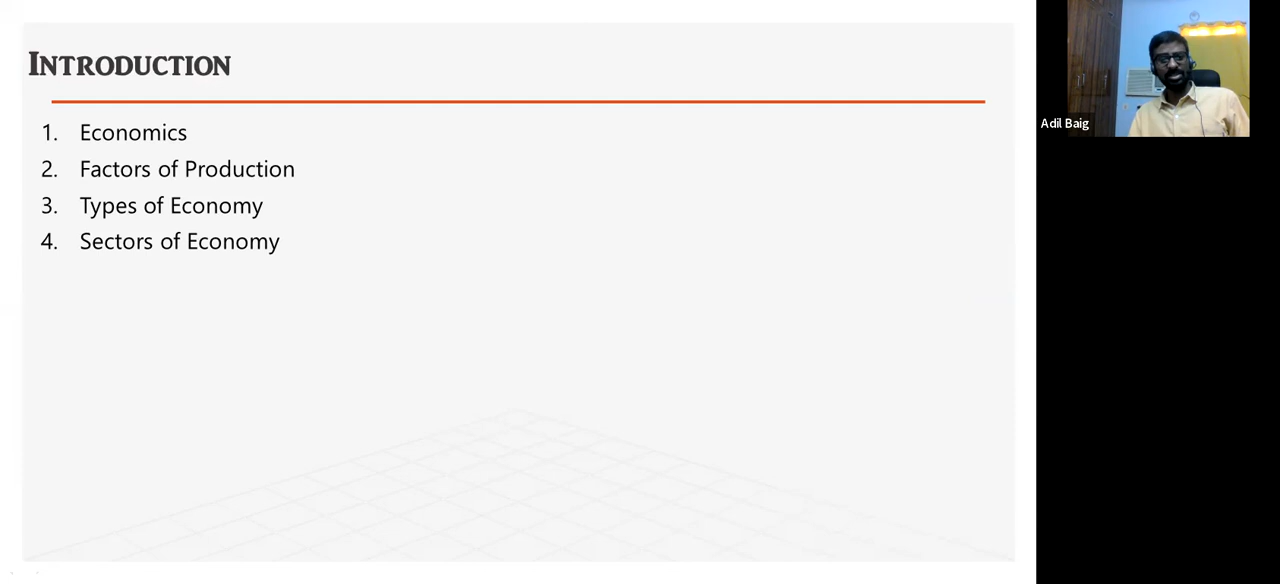 INTRODUCTION
1. Economics
2. Factors of Production
3. Types of Economy
4. Sectors of Economy
Adil Baig